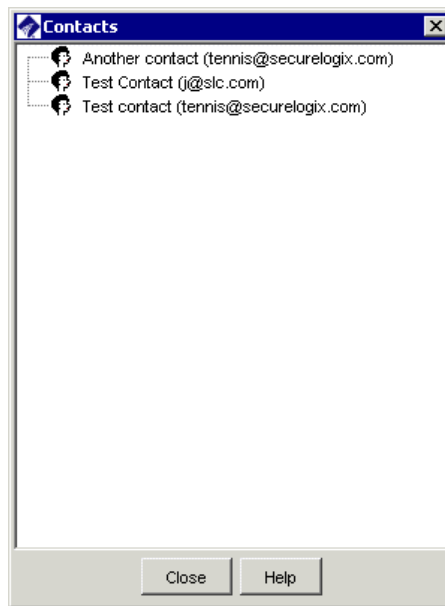 Contacts
Another contact (tennis@securelogix.com)
Test Contact (j@slc.com)
Test contact (tennis@securelogix.com)
Close Help